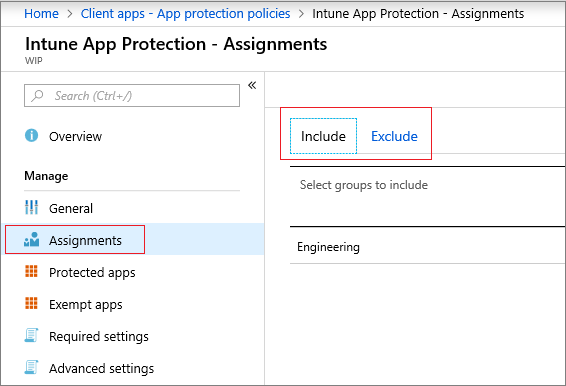 Home > Client apps - App protection policies > Intune App Protection - Assignments
Intune App Protection - Assignments
WIP
Search (Ctrl+/)
«
Overview
Manage
General
Assignments
Protected apps
Exempt apps
Required settings
Advanced settings
Include Exclude
Select groups to include
Engineering